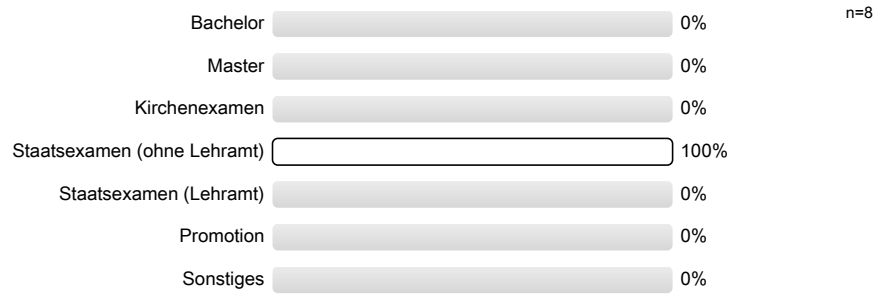 Bachelor 0% n=8
Master 0%
Kirchenexamen 0%
Staatsexamen (ohne Lehramt) 100%
Staatsexamen (Lehramt) 0%
Promotion 0%
Sonstiges 0%